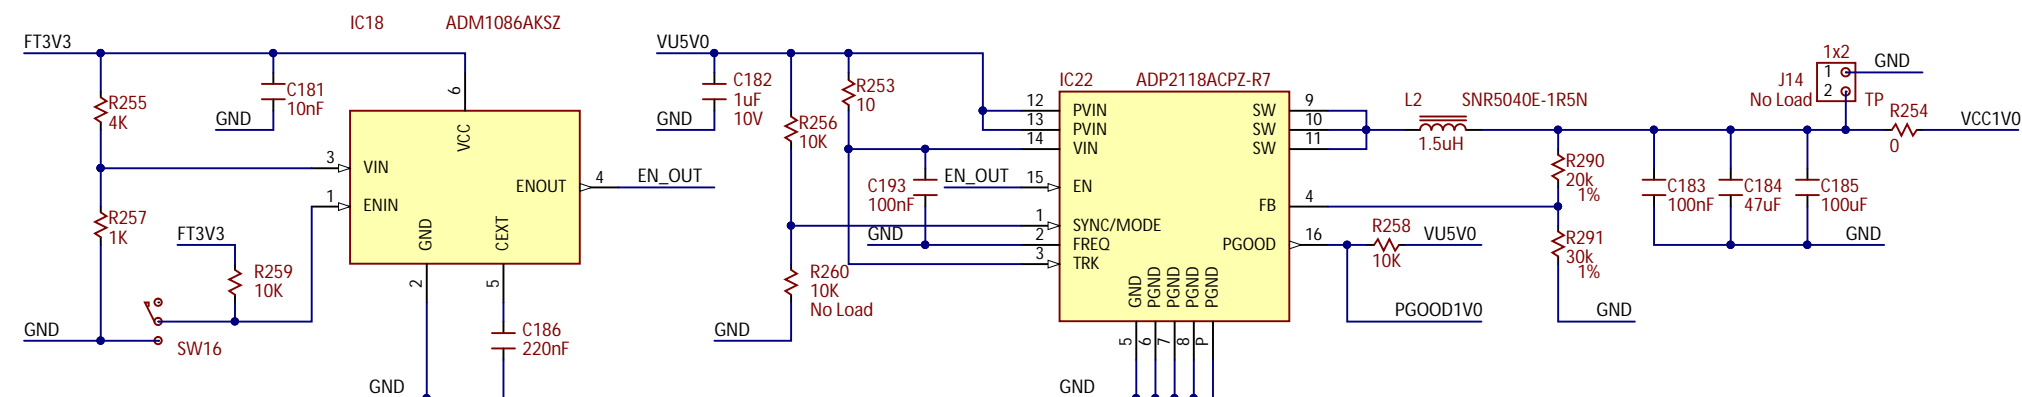 IC18 ADM1086AKSZ
FT3V3
R255
4K
C181
10nF
GND
6
VCC
3
VIN
1
ENIN
GND
CEXT
ENOUT
4
EN_OUT
R257
1K
FT3V3
R259
10K
GND
SW16
2
5
C186
220nF
GND
VU5V0
C182
1uF
10V
GND
R256
10K
R253
10
C193
100nF
GND
EN_OUT
R260
10K
No Load
GND
IC22 ADP2118ACPZ-R7
12
PVIN
13
PVIN
14
VIN
15
EN
1
SYNC/MODE
2
FREQ
3
TRK
SW
9
SW
10
SW
11
FB
4
PGOOD
16
GND
PGND
PGND
PGND
PGND
5
6
7
8
P
GND
L2 SNR5040E-1R5N
1.5uH
R258
10K
VU5V0
PGOOD1V0
R290
20k
1%
R291
30k
1%
GND
C183
100nF
C184
47uF
C185
100uF
GND
1x2
J14
No Load
1
2
TP
GND
R254
0
VCC1V0